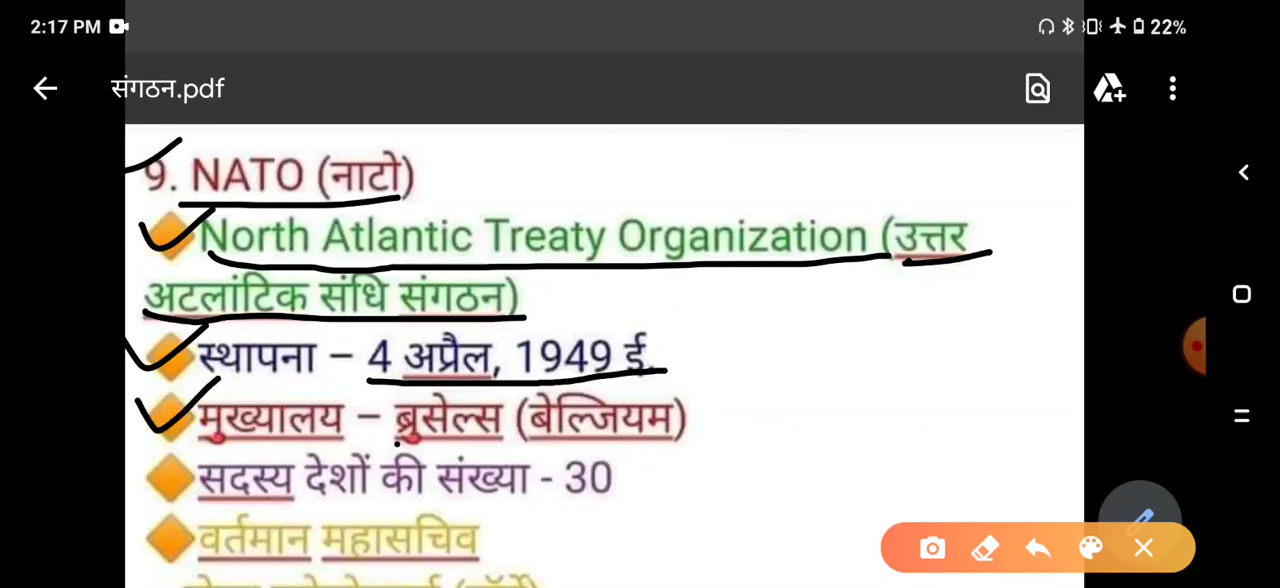 2:17 PM
22%
संगठन.pdf
9. NATO (नाटो)
North Atlantic Treaty Organization (उत्तर
अटलांटिक संधि संगठन)
स्थापना – 4 अप्रैल, 1949 ई.
मुख्यालय – ब्रुसेल्स (बेल्जियम)
सदस्य देशों की संख्या - 30
वर्तमान महासचिव